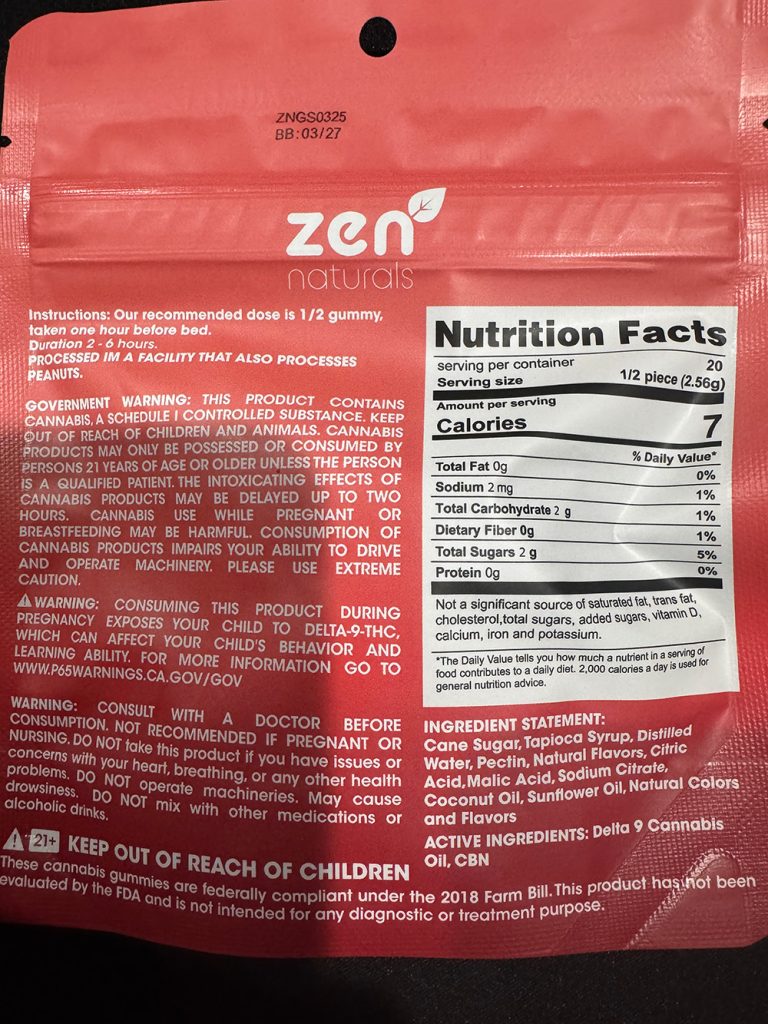 ZNGS0325
BB:03/27
zen
naturals
Instructions: Our recommended dose is 1/2 gummy,
taken one hour before bed.
Duration 2 - 6 hours.
PROCESSED IM A FACILITY THAT ALSO PROCESSES
PEANUTS.
GOVERNMENT WARNING: THIS PRODUCT CONTAINS
CANNABIS, A SCHEDULE I CONTROLLED SUBSTANCE. KEEP
OUT OF REACH OF CHILDREN AND ANIMALS. CANNABIS
PRODUCTS MAY ONLY BE POSSESSED OR CONSUMED BY
PERSONS 21 YEARS OF AGE OR OLDER UNLESS THE PERSON
IS A QUALIFIED PATIENT. THE INTOXICATING EFFECTS OF
CANNABIS PRODUCTS MAY BE DELAYED UP TO TWO
HOURS. CANNABIS USE WHILE PREGNANT OR
BREASTFEEDING MAY BE HARMFUL. CONSUMPTION OF
CANNABIS PRODUCTS IMPAIRS YOUR ABILITY TO DRIVE
AND OPERATE MACHINERY. PLEASE USE EXTREME
CAUTION.
WARNING: CONSUMING THIS PRODUCT DURING
PREGNANCY EXPOSES YOUR CHILD TO DELTA-9-THC,
WHICH CAN AFFECT YOUR CHILD'S BEHAVIOR AND
LEARNING ABILITY. FOR MORE INFORMATION GO TO
WWW.P65WARNINGS.CA.GOV/GOV
WARNING: CONSULT WITH A DOCTOR BEFORE
CONSUMPTION. NOT RECOMMENDED IF PREGNANT OR
NURSING. DO NOT take this product if you have issues or
concerns with your heart, breathing, or any other health
problems. DO NOT operate machineries. May cause
drowsiness. DO NOT mix with other medications or
alcoholic drinks.
Nutrition Facts
serving per container 20
Serving size 1/2 piece (2.56g)
Amount per serving
Calories 7
% Daily Value*
Total Fat 0g 0%
Sodium 2 mg 1%
Total Carbohydrate 2 g 1%
Dietary Fiber 0g 1%
Total Sugars 2 g 5%
Protein 0g 0%
Not a significant source of saturated fat, trans fat,
cholesterol,total sugars, added sugars, vitamin D,
calcium, iron and potassium.
*The Daily Value tells you how much a nutrient in a serving of
food contributes to a daily diet. 2,000 calories a day is used for
general nutrition advice.
INGREDIENT STATEMENT:
Cane Sugar, Tapioca Syrup, Distilled
Water, Pectin, Natural Flavors, Citric
Acid, Malic Acid, Sodium Citrate,
Coconut Oil, Sunflower Oil, Natural Colors
and Flavors
ACTIVE INGREDIENTS: Delta 9 Cannabis
Oil, CBN
21+ KEEP OUT OF REACH OF CHILDREN
These cannabis gummies are federally compliant under the 2018 Farm Bill. This product has not been
evaluated by the FDA and is not intended for any diagnostic or treatment purpose.